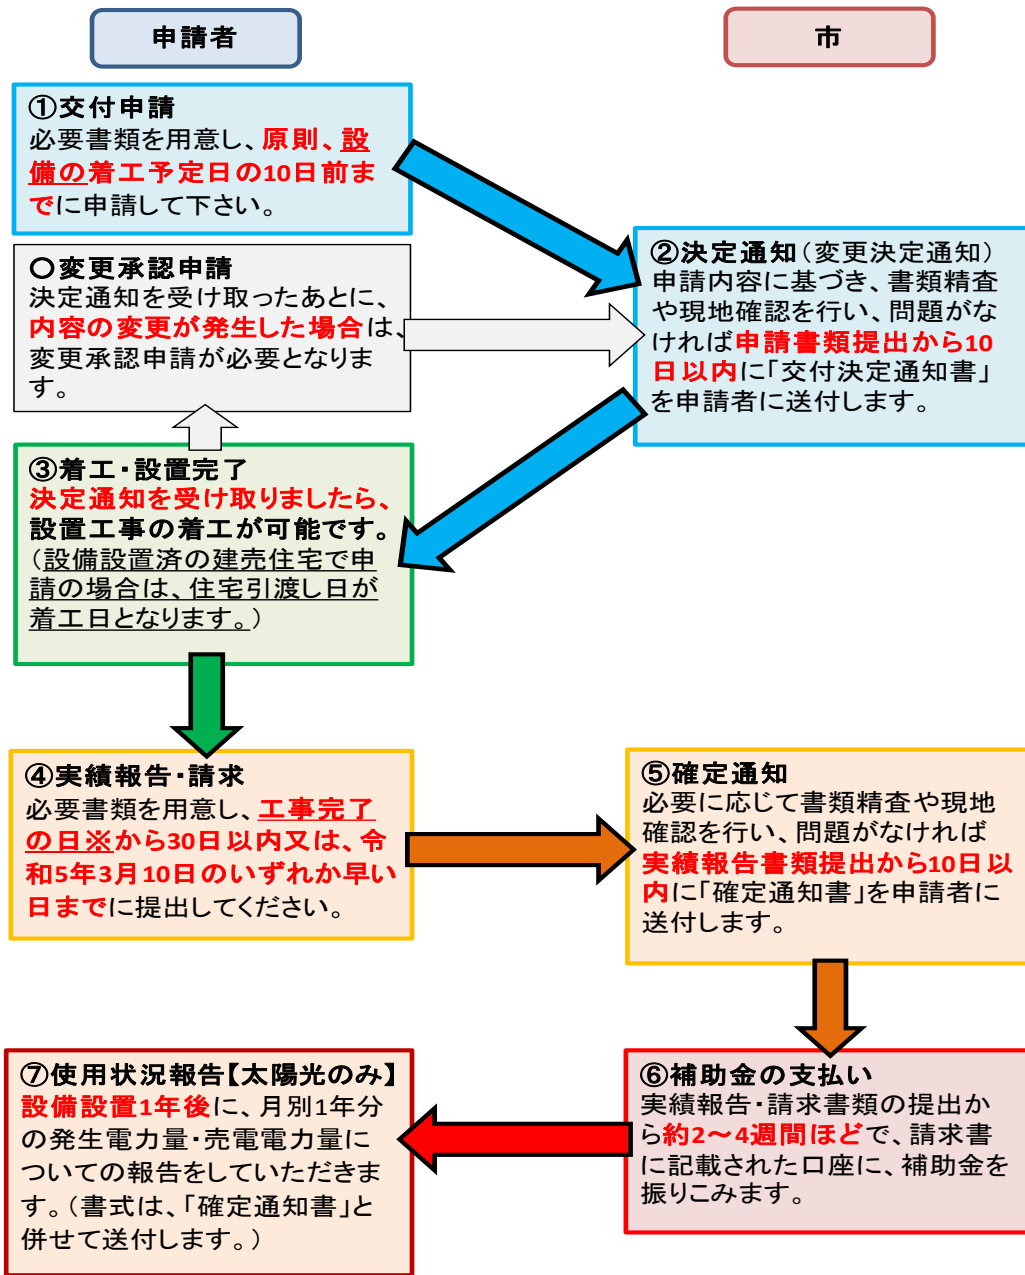 申請者
市
①交付申請
必要書類を用意し、原則、設
備の着工予定日の10日前ま
でに申請して下さい。
〇変更承認申請
決定通知を受け取ったあとに、
内容の変更が発生した場合は、
変更承認申請が必要となりま
す。
②決定通知（変更決定通知）
申請内容に基づき、書類精査
や現地確認を行い、問題がな
ければ申請書類提出から10
日以内に「交付決定通知書」
を申請者に送付します。
③着工・設置完了
決定通知を受け取りましたら、
設置工事の着工が可能です。
（設備設置済の建売住宅で申
請の場合は、住宅引渡し日が
着工日となります。）
④実績報告・請求
必要書類を用意し、工事完了
の日※から30日以内又は、令
和5年3月10日のいずれか早い
日までに提出してください。
⑤確定通知
必要に応じて書類精査や現地
確認を行い、問題がなければ
実績報告書類提出から10日以
内に「確定通知書」を申請者に
送付します。
⑥補助金の支払い
実績報告・請求書類の提出か
ら約2～4週間ほどで、請求書
に記載された口座に、補助金を
振りこみます。
⑦使用状況報告【太陽光のみ】
設備設置1年後に、月別1年分
の発生電力量・売電電力量に
ついての報告をしていただきま
す。（書式は、「確定通知書」と
併せて送付します。）